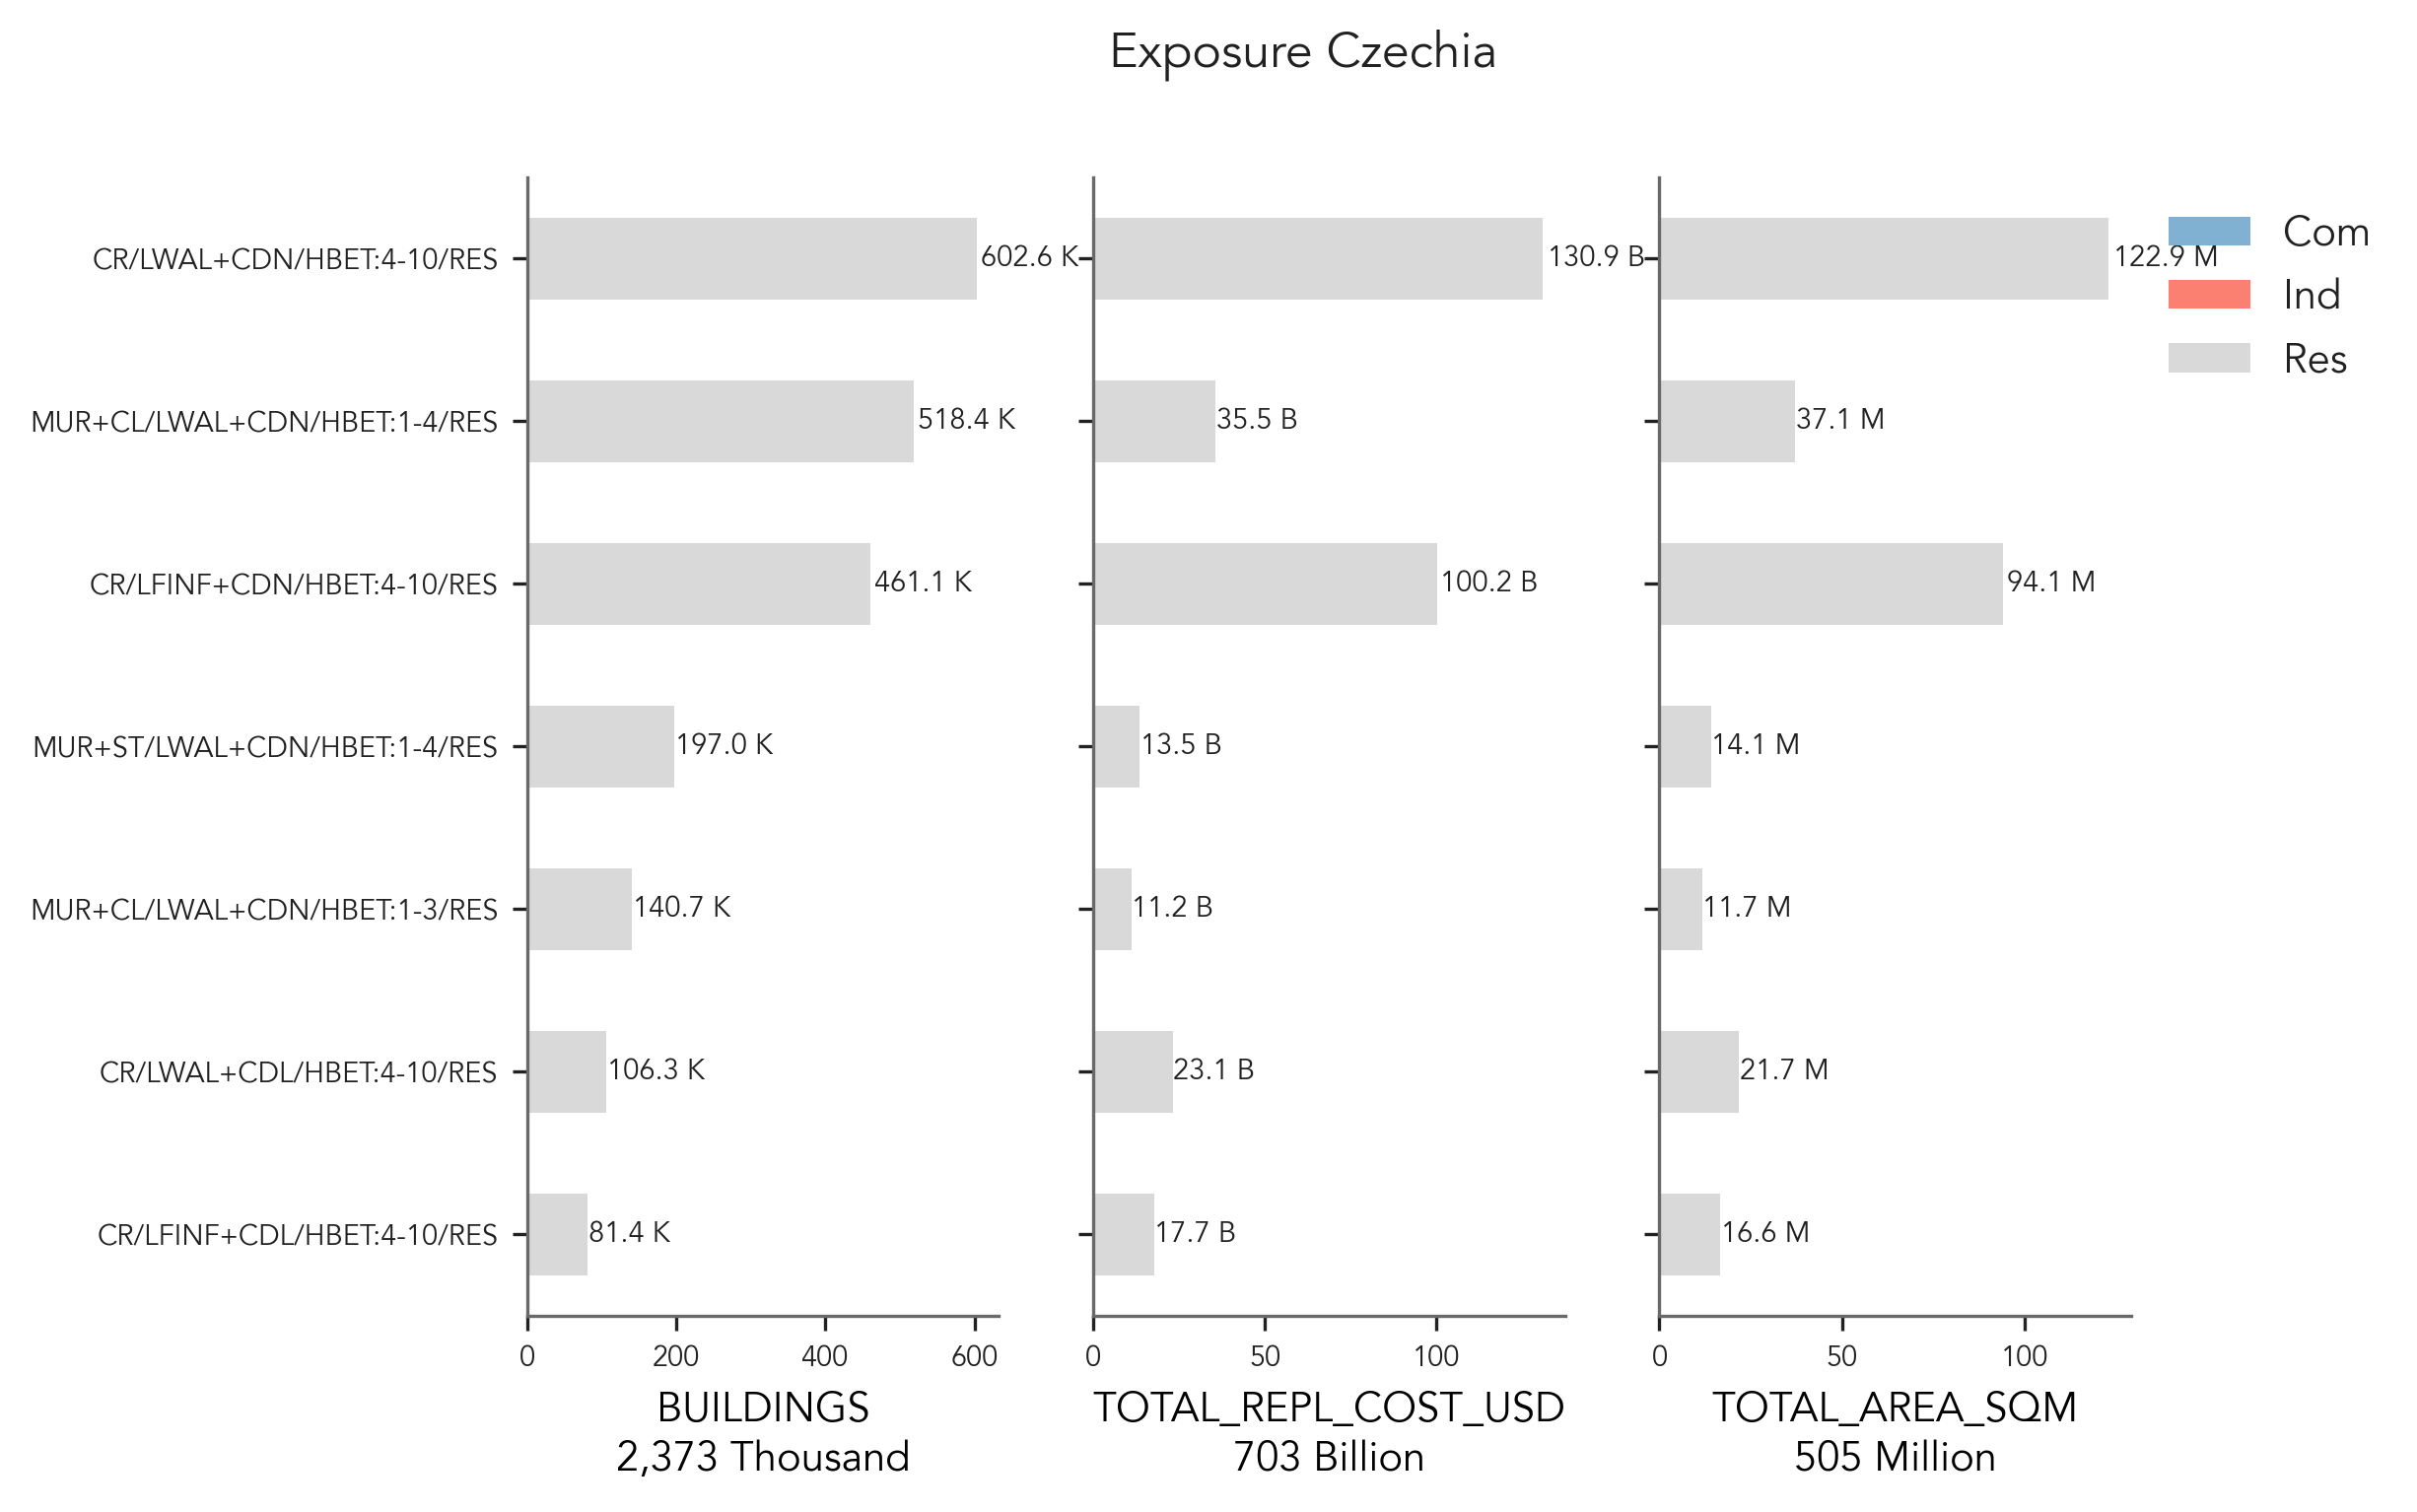 Exposure Czechia
Com
Ind
Res
CR/LWAL+CDN/HBET:4-10/RES 602.6 K 130.9 B 122.9 M
MUR+CL/LWAL+CDN/HBET:1-4/RES 518.4 K 35.5 B 37.1 M
CR/LFINF+CDN/HBET:4-10/RES 461.1 K 100.2 B 94.1 M
MUR+ST/LWAL+CDN/HBET:1-4/RES 197.0 K 13.5 B 14.1 M
MUR+CL/LWAL+CDN/HBET:1-3/RES 140.7 K 11.2 B 11.7 M
CR/LWAL+CDL/HBET:4-10/RES 106.3 K 23.1 B 21.7 M
CR/LFINF+CDL/HBET:4-10/RES 81.4 K 17.7 B 16.6 M
0 200 400 600 0 50 100 0 50 100
BUILDINGS TOTAL_REPL_COST_USD TOTAL_AREA_SQM
2,373 Thousand 703 Billion 505 Million